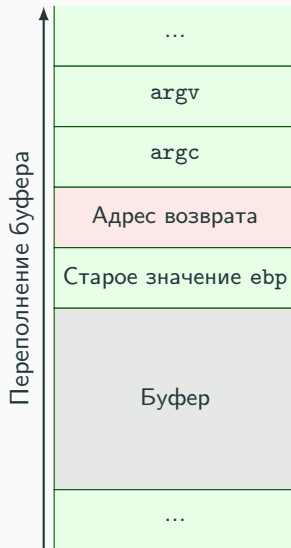 ...
argv
argc
Адрес возврата
Старое значение ebp
Буфер
...
Переполнение буфера